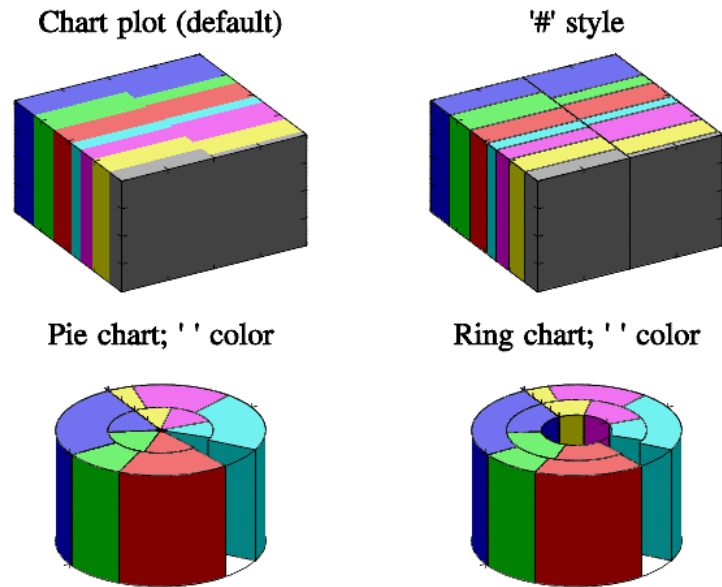 Chart plot (default)
'#' style
Pie chart; ' ' color
Ring chart; ' ' color